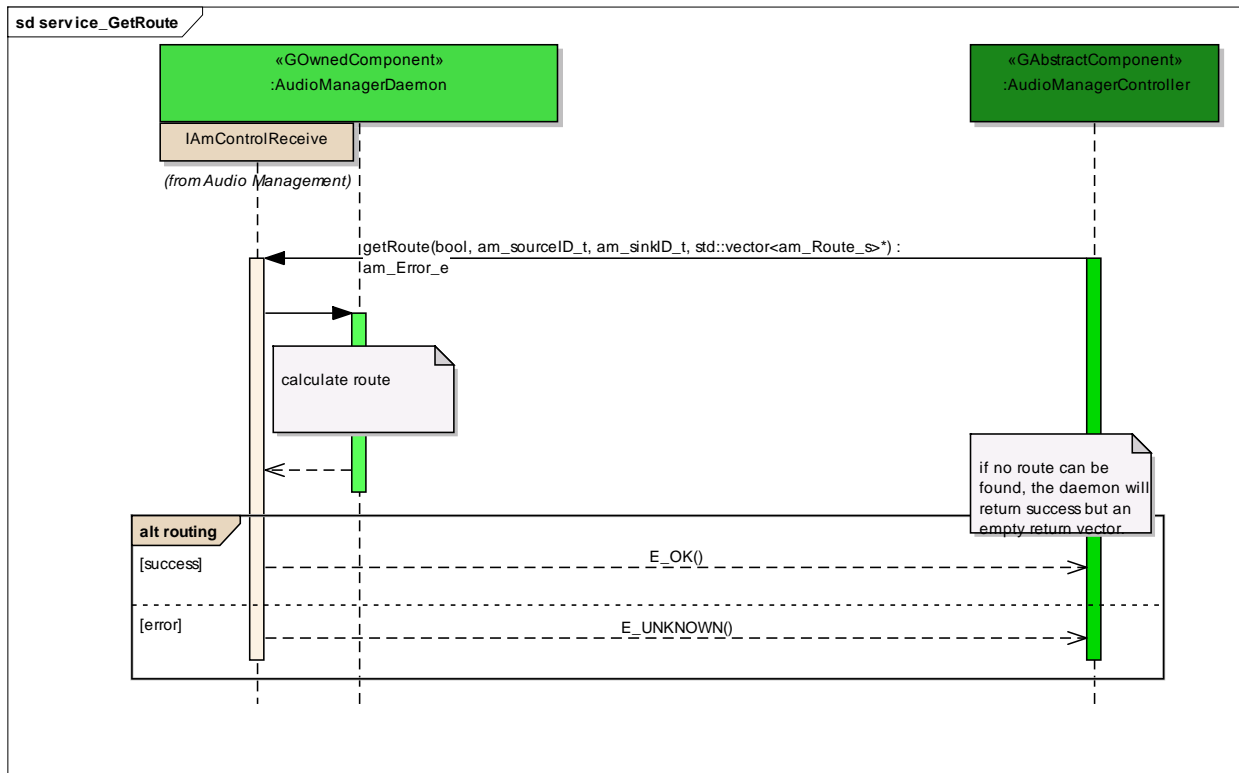 sd service_GetRoute
«GOwnedComponent»
:AudioManagerDaemon
«GAbstractComponent»
:AudioManagerController
IAmControlReceive
(from Audio Management)
getRoute(bool, am_sourceID_t, am_sinkID_t, std::vector<am_Route_s>*) :
am_Error_e
calculate route
if no route can be
found, the daemon will
return success but an
empty return vector.
alt routing
[success]
E_OK()
[error]
E_UNKNOWN()